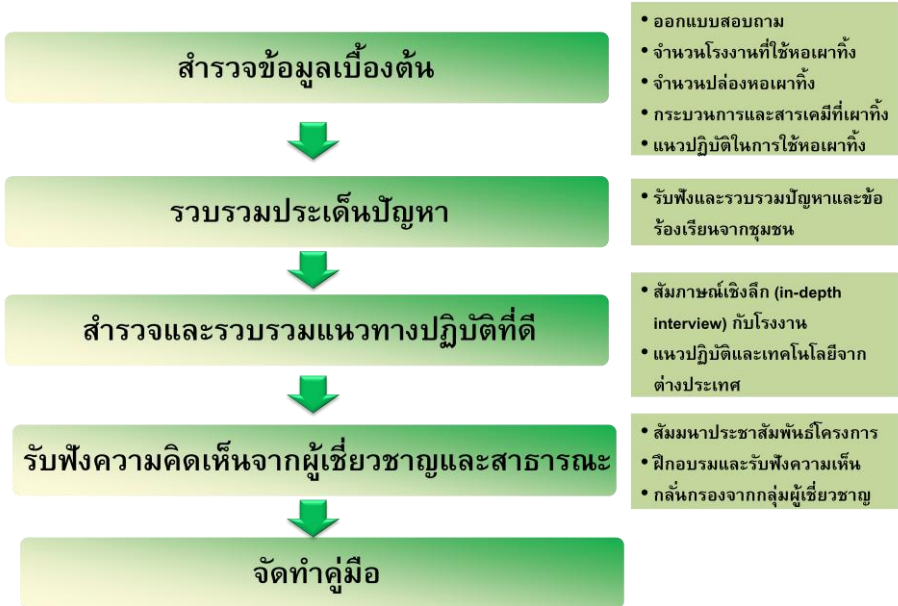 สำรวจข้อมูลเบื้องต้น
• ออกแบบสอบถาม
• จำนวนโรงงานที่ใช้หอเผาทิ้ง
• จำนวนปล่องหอเผาทิ้ง
• กระบวนการและสารเคมีที่เผาทิ้ง
• แนวปฏิบัติในการใช้หอเผาทิ้ง
รวบรวมประเด็นปัญหา
• รับฟังและรวบรวมปัญหาและข้อ
ร้องเรียนจากชุมชน
สำรวจและรวบรวมแนวทางปฏิบัติที่ดี
• สัมภาษณ์เชิงลึก (in-depth
interview) กับโรงงาน
• แนวปฏิบัติและเทคโนโลยีจาก
ต่างประเทศ
รับฟังความคิดเห็นจากผู้เชี่ยวชาญและสาธารณะ
• สัมมนาประชาสัมพันธ์โครงการ
• ฝึกอบรมและรับฟังความเห็น
• กลั่นกรองจากกลุ่มผู้เชี่ยวชาญ
จัดทำคู่มือ